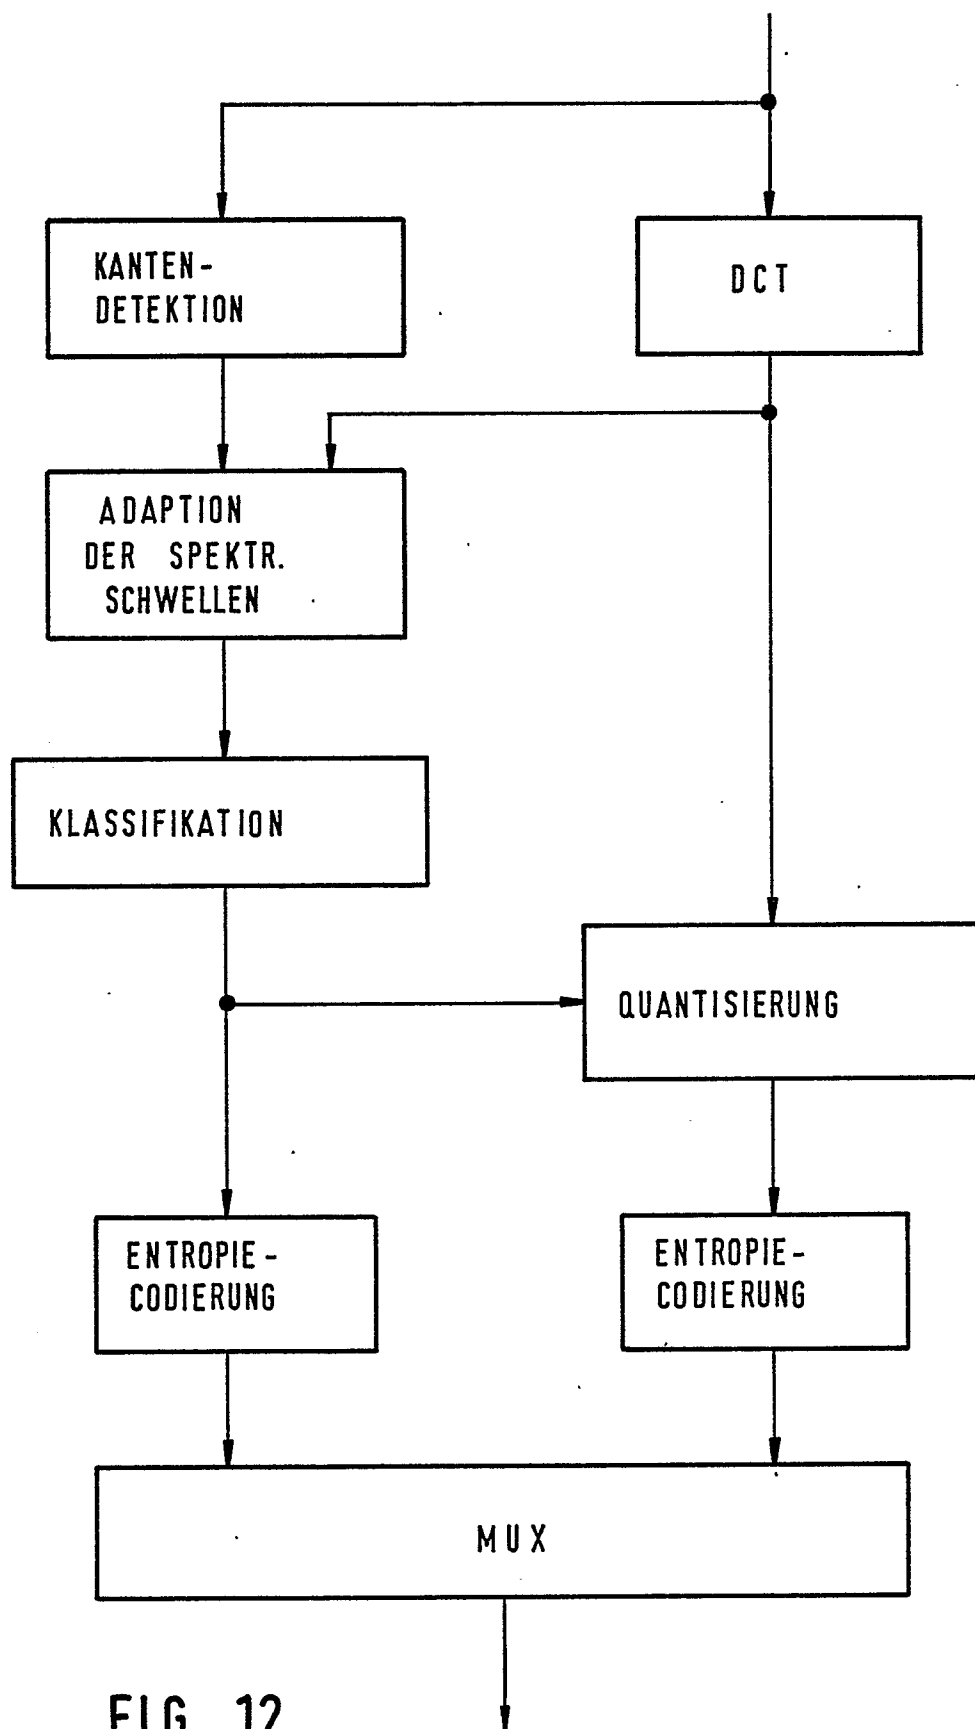 KANTEN-
DETEKTION
DCT
ADAPTION
DER SPEKTR.
SCHWELLEN
KLASSIFIKATION
QUANTISIERUNG
ENTROPIE-
CODIERUNG
ENTROPIE-
CODIERUNG
MUX
FIG. 12